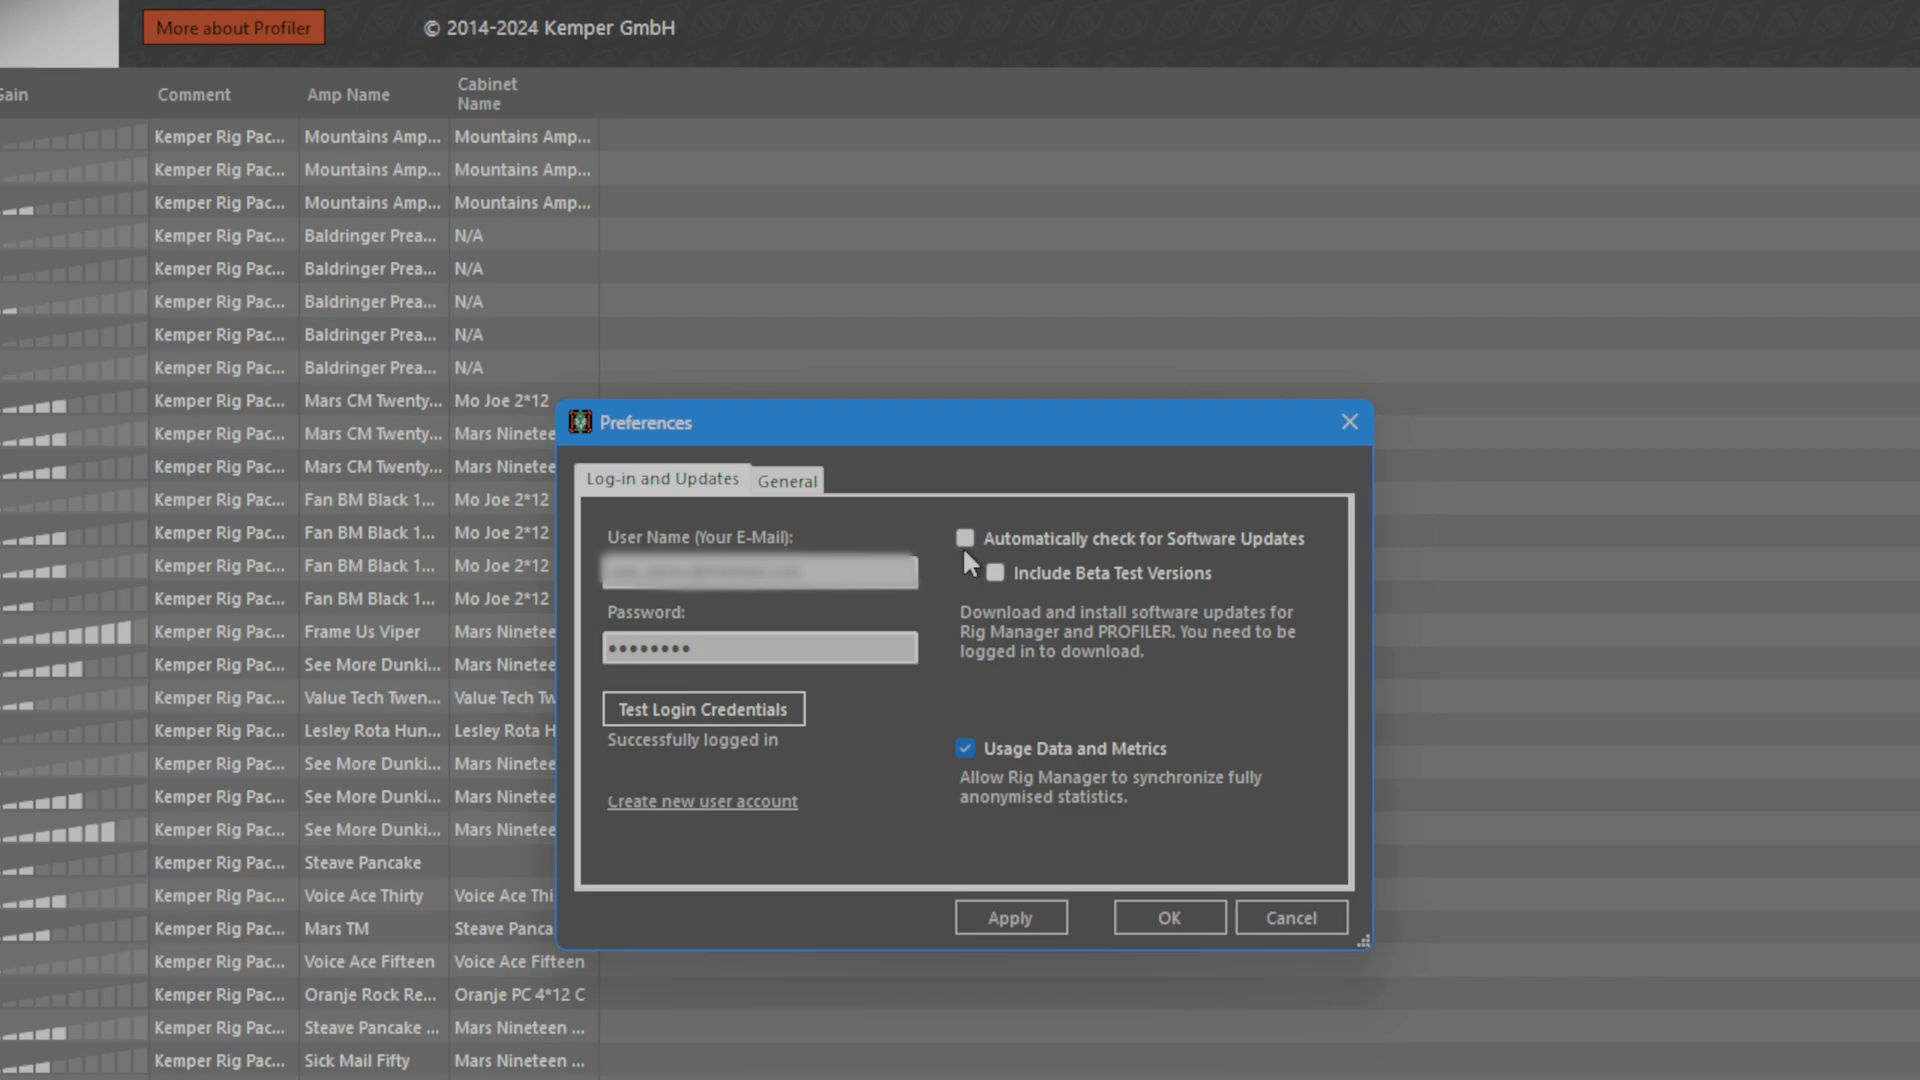 More about Profiler
© 2014-2024 Kemper GmbH
Comment Amp Name Cabinet Name
Kemper Rig Pac... Mountains Amp... Mountains Amp...
Kemper Rig Pac... Mountains Amp... Mountains Amp...
Kemper Rig Pac... Mountains Amp... Mountains Amp...
Kemper Rig Pac... Baldringer Prea... N/A
Kemper Rig Pac... Baldringer Prea... N/A
Kemper Rig Pac... Baldringer Prea... N/A
Kemper Rig Pac... Baldringer Prea... N/A
Kemper Rig Pac... Baldringer Prea... N/A
Kemper Rig Pac... Mars CM Twenty... Mo Joe 2*12
Kemper Rig Pac... Mars CM Twenty... Mars Ninetee
Kemper Rig Pac... Mars CM Twenty... Mars Ninetee
Kemper Rig Pac... Fan BM Black 1... Mo Joe 2*12
Kemper Rig Pac... Fan BM Black 1... Mo Joe 2*12
Kemper Rig Pac... Fan BM Black 1... Mo Joe 2*12
Kemper Rig Pac... Fan BM Black 1... Mo Joe 2*12
Kemper Rig Pac... Frame Us Viper Mars Ninetee
Kemper Rig Pac... See More Dunki... Mars Ninetee
Kemper Rig Pac... Value Tech Twen... Value Tech Tw
Kemper Rig Pac... Lesley Rota Hun... Lesley Rota H
Kemper Rig Pac... See More Dunki... Mars Ninetee
Kemper Rig Pac... See More Dunki... Mars Ninetee
Kemper Rig Pac... See More Dunki... Mars Ninetee
Kemper Rig Pac... Steave Pancake
Kemper Rig Pac... Voice Ace Thirty Voice Ace Thi
Kemper Rig Pac... Mars TM Steave Panca
Kemper Rig Pac... Voice Ace Fifteen Voice Ace Fifteen
Kemper Rig Pac... Oranje Rock Re... Oranje PC 4*12 C
Kemper Rig Pac... Steave Pancake ... Mars Nineteen ...
Kemper Rig Pac... Sick Mail Fifty Mars Nineteen ...
Preferences
Log-in and Updates General
User Name (Your E-Mail):
Password:
••••••••
Test Login Credentials
Successfully logged in
Create new user account
Automatically check for Software Updates
Include Beta Test Versions
Download and install software updates for
Rig Manager and PROFILER. You need to be
logged in to download.
Usage Data and Metrics
Allow Rig Manager to synchronize fully
anonymised statistics.
Apply OK Cancel